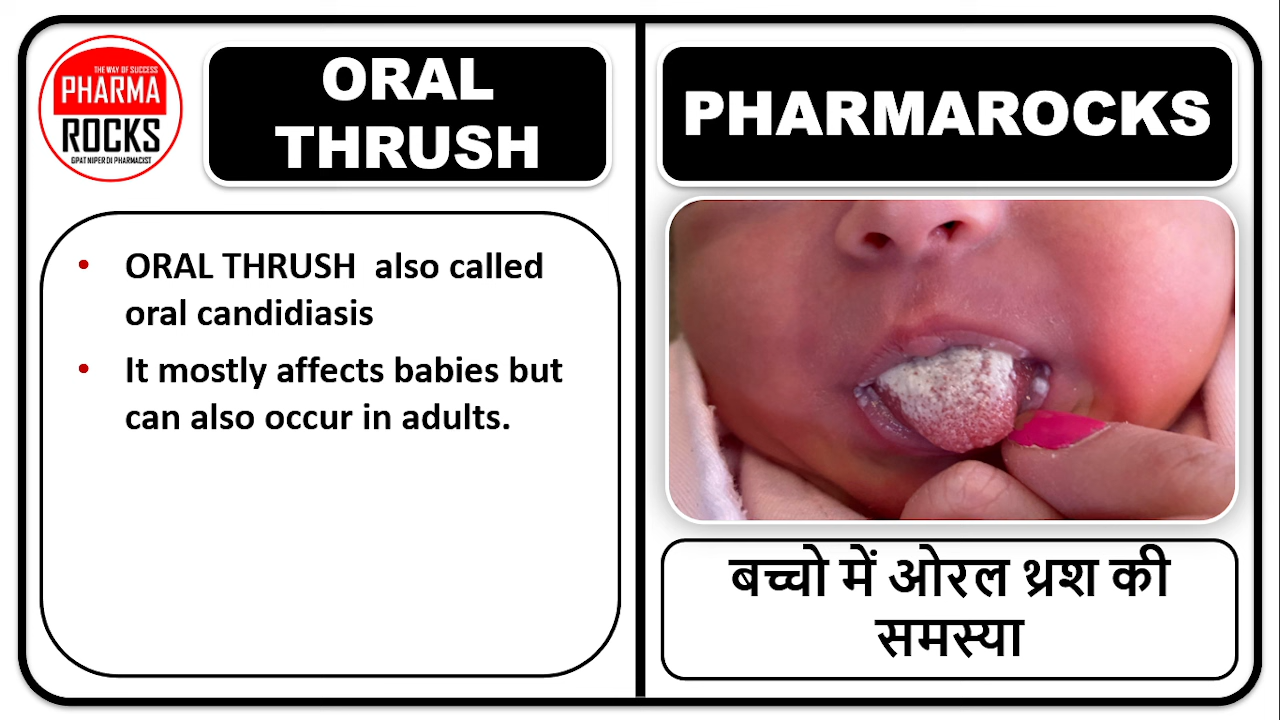 THE WAY OF SUCCESS
PHARMA
ROCKS
GPAT NIPER DI PHARMACIST
ORAL
THRUSH
• ORAL THRUSH also called
oral candidiasis
• It mostly affects babies but
can also occur in adults.
PHARMAROCKS
बच्चो में ओरल थ्रश की
समस्या